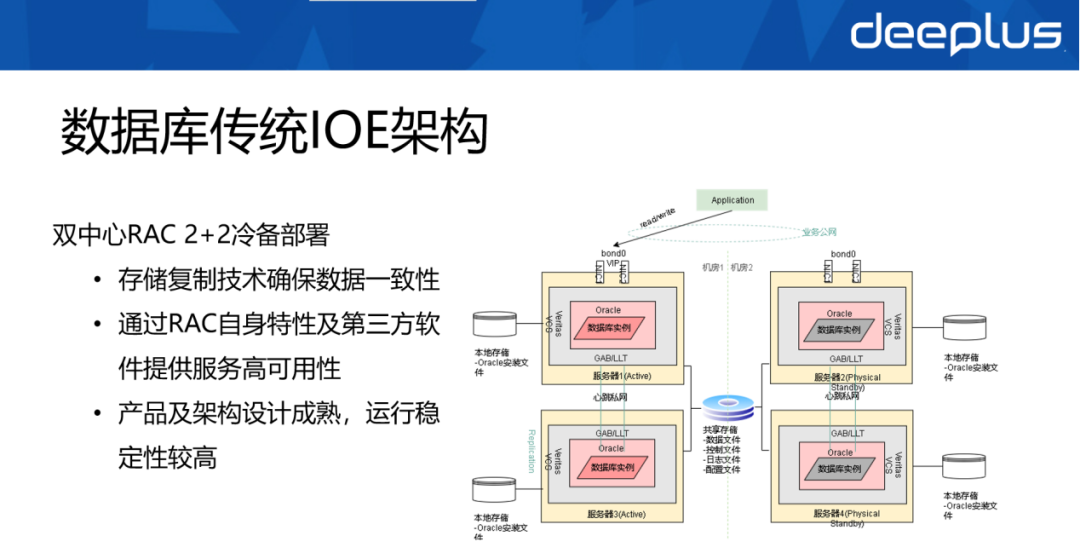 deeplus
数据库传统IOE架构
双中心RAC 2+2冷备部署
• 存储复制技术确保数据一致性
• 通过RAC自身特性及第三方软
件提供服务高可用性
• 产品及架构设计成熟，运行稳
定性较高
Application
read/write
业务公网
bond0
VIP
NIC1
机房1
机房2
bond0
Oracle
数据库实例
Veritas
VCS
GAB/LLT
服务器1(Active)
本地存储
-Oracle安装文
件
Oracle
数据库实例
Veritas
VCS
GAB/LLT
服务器2(Physical
Standby)
本地存储
-Oracle安装文
件
心跳私网
心跳私网
共享存储
-数据文件
-控制文件
-日志文件
-配置文件
Replication
GAB/LLT
Oracle
数据库实例
Veritas
VCS
服务器3(Active)
本地存储
-Oracle安装文
件
GAB/LLT
Oracle
数据库实例
Veritas
VCS
服务器4(Physical
Standby)
本地存储
-Oracle安装文
件